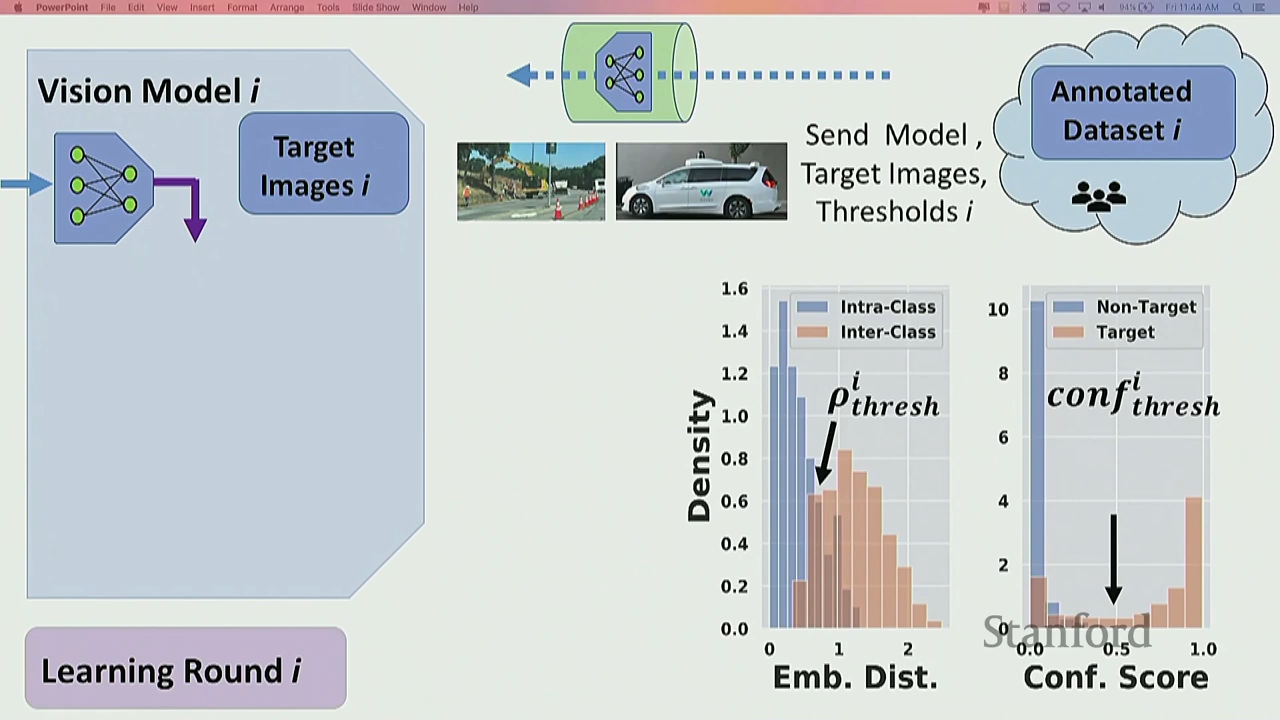 PowerPoint File Edit View Insert Format Arrange Tools Slide Show Window Help
94% Fri 11:44 AM
Vision Model i
Target
Images i
Send Model ,
Target Images,
Thresholds i
Annotated
Dataset i
1.6
1.4
1.2
1.0
0.8
0.6
0.4
0.2
0.0
Density
Intra-Class
Inter-Class
ρ^i_thresh
0 1 2
Emb. Dist.
10
8
6
4
2
0
Non-Target
Target
conf^i_thresh
0.0 0.5 1.0
Conf. Score
Stanford
Learning Round i